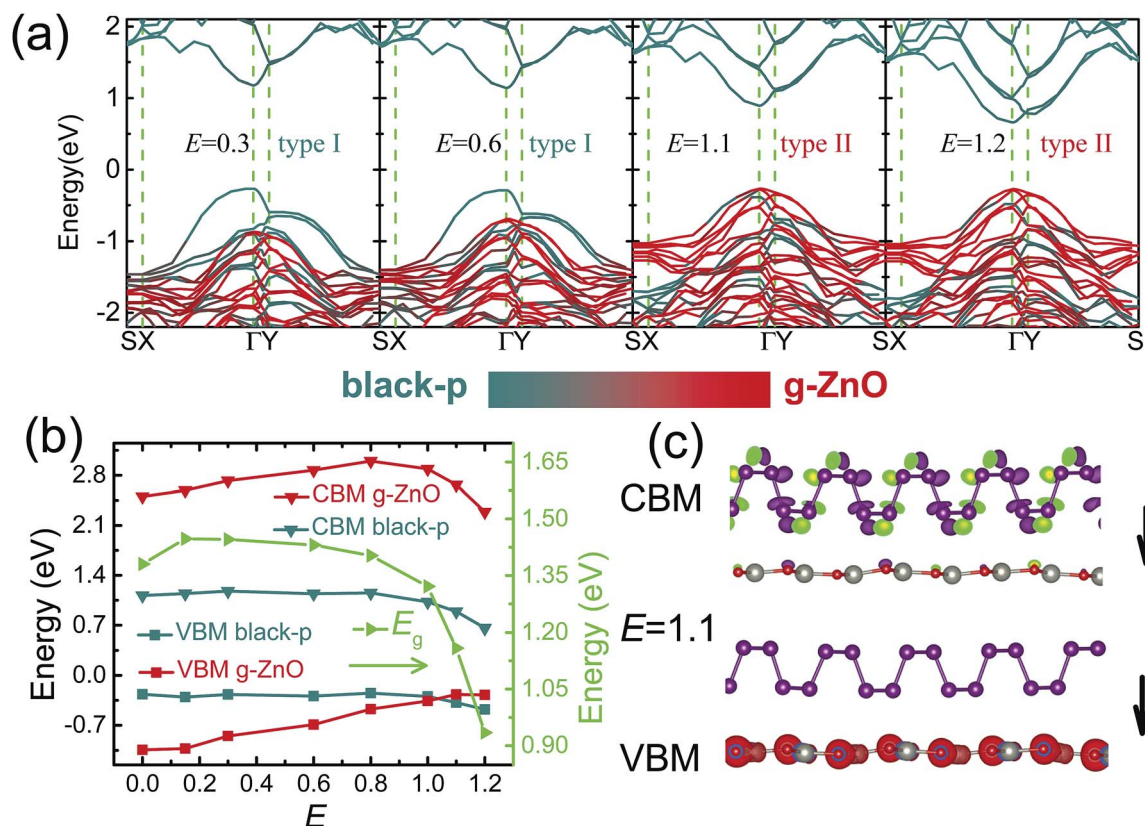 (a)
2
1
0
-1
-2
Energy(eV)
E=0.3 type I
E=0.6 type I
E=1.1 type II
E=1.2 type II
SX ΓY SX ΓY SX ΓY SX ΓY S
black-p g-ZnO
(b)
2.8
2.1
1.4
0.7
0.0
-0.7
Energy (eV)
CBM g-ZnO
CBM black-p
VBM black-p
Eg
VBM g-ZnO
1.65
1.50
1.35
1.20
1.05
0.90
Energy (eV)
0.0 0.2 0.4 0.6 0.8 1.0 1.2
E
(c)
CBM
E=1.1
VBM